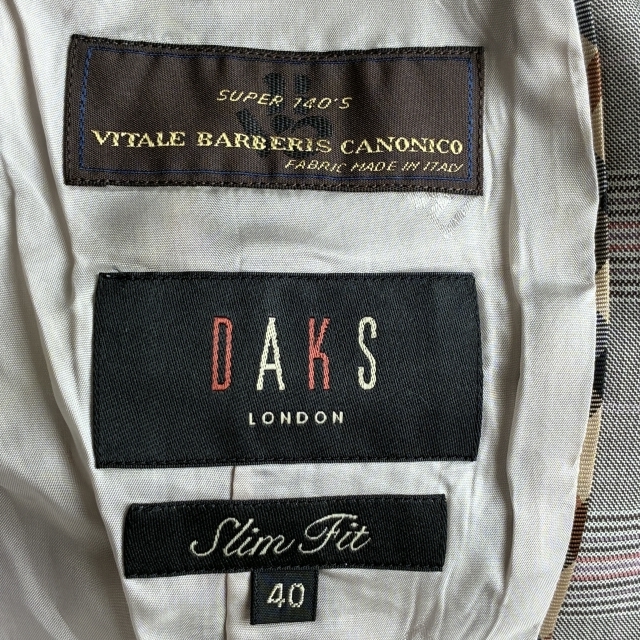 SUPER 140'S
VITALE BARBERIS CANONICO
FABRIC MADE IN ITALY
DAKS
LONDON
Slim Fit
40